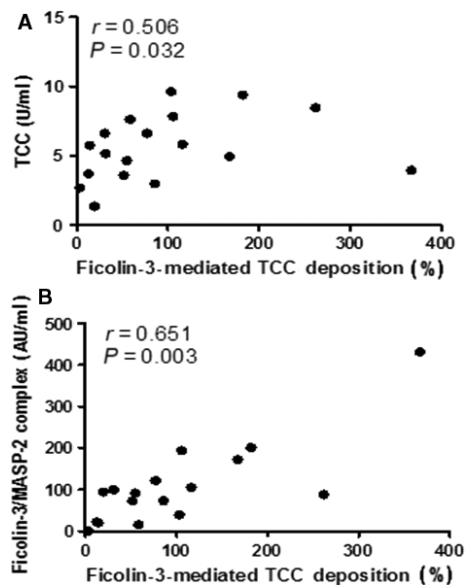 A
r = 0.506
P = 0.032
TCC (U/ml)
15
10
5
0
0 100 200 300 400
Ficolin-3-mediated TCC deposition (%)
B
r = 0.651
P = 0.003
Ficolin-3/MASP-2 complex (AU/ml)
500
400
300
200
100
0
0 100 200 300 400
Ficolin-3-mediated TCC deposition (%)